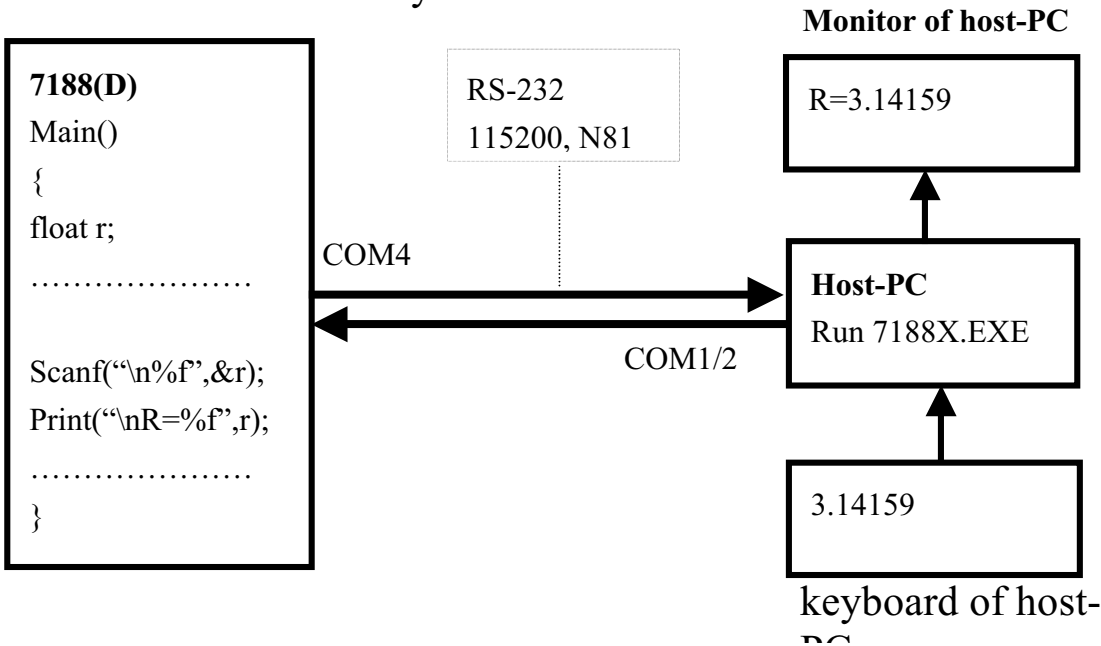 Monitor of host-PC
7188(D)
Main()
{
float r;
…………………
Scanf(“\n%f”,&r);
Print(“\nR=%f”,r);
…………………
}
RS-232
115200, N81
COM4
COM1/2
R=3.14159
Host-PC
Run 7188X.EXE
3.14159
keyboard of host-